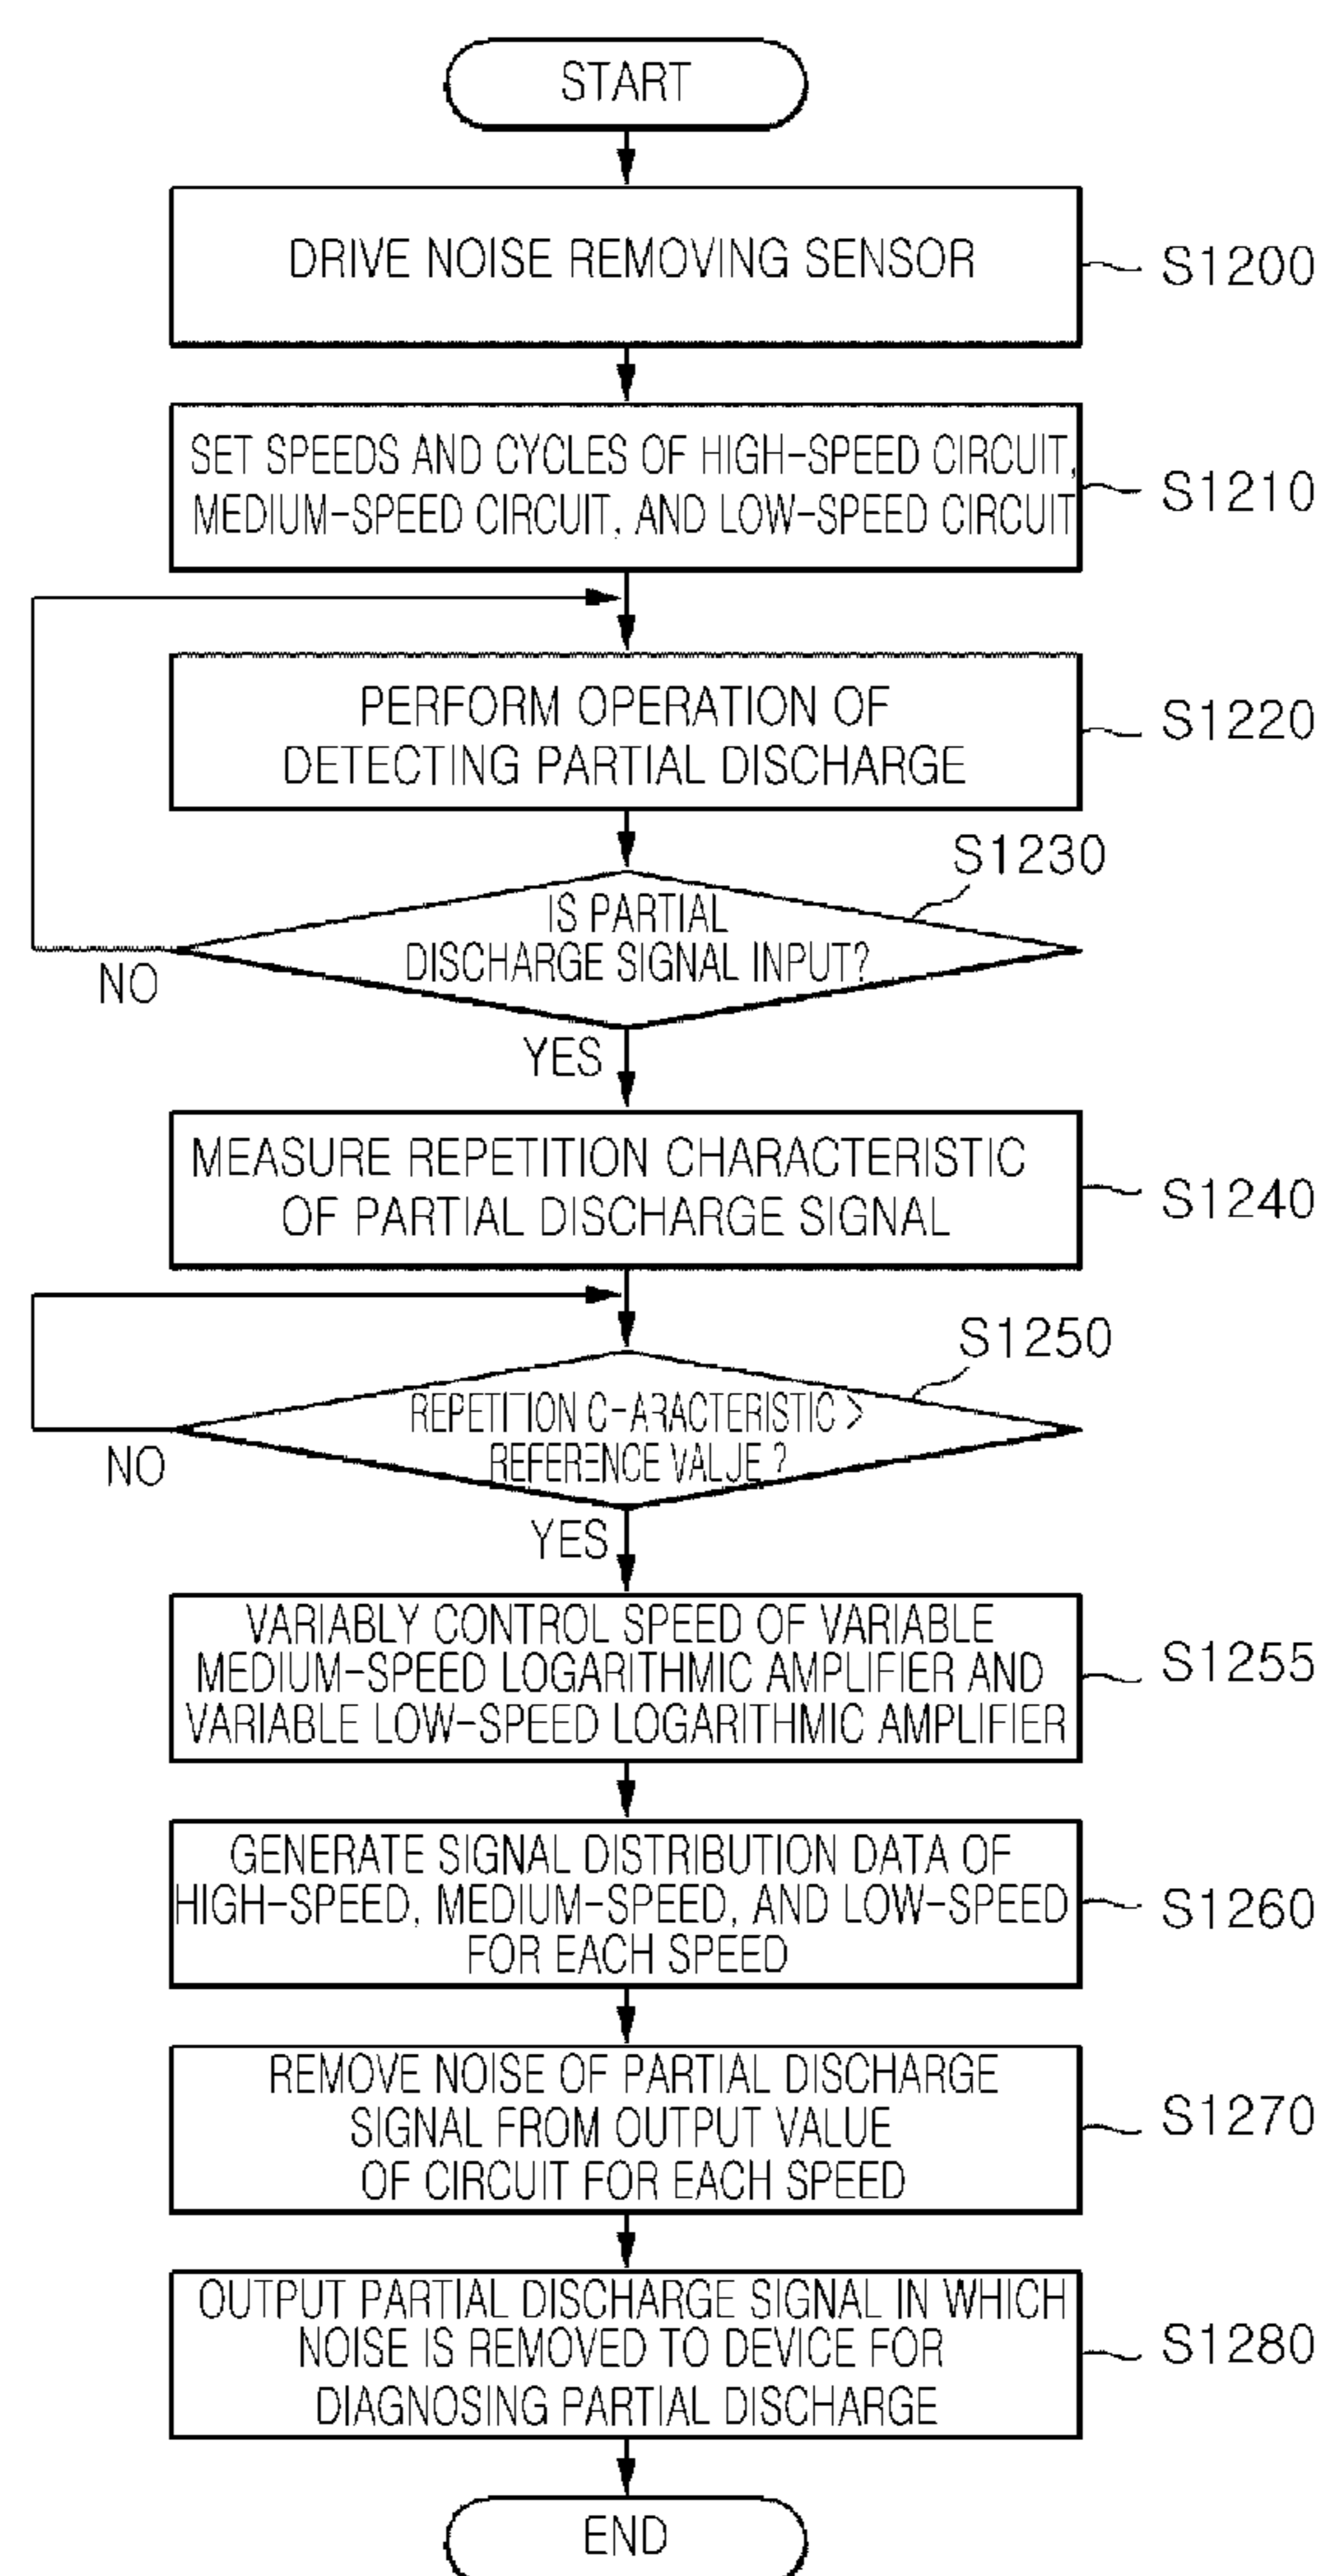 START
DRIVE NOISE REMOVING SENSOR
S1200
SET SPEEDS AND CYCLES OF HIGH-SPEED CIRCUIT,
MEDIUM-SPEED CIRCUIT, AND LOW-SPEED CIRCUIT
S1210
PERFORM OPERATION OF
DETECTING PARTIAL DISCHARGE
S1220
S1230
IS PARTIAL
DISCHARGE SIGNAL INPUT?
NO
YES
MEASURE REPETITION CHARACTERISTIC
OF PARTIAL DISCHARGE SIGNAL
S1240
S1250
REPETITION C-ARACTERISTIC >
REFERENCE VALJE ?
NO
YES
VARIABLY CONTROL SPEED OF VARIABLE
MEDIUM-SPEED LOGARITHMIC AMPLIFIER AND
VARIABLE LOW-SPEED LOGARITHMIC AMPLIFIER
S1255
GENERATE SIGNAL DISTRIBUTION DATA OF
HIGH-SPEED, MEDIUM-SPEED, AND LOW-SPEED
FOR EACH SPEED
S1260
REMOVE NOISE OF PARTIAL DISCHARGE
SIGNAL FROM OUTPUT VALUE
OF CIRCUIT FOR EACH SPEED
S1270
OUTPUT PARTIAL DISCHARGE SIGNAL IN WHICH
NOISE IS REMOVED TO DEVICE FOR
DIAGNOSING PARTIAL DISCHARGE
S1280
END